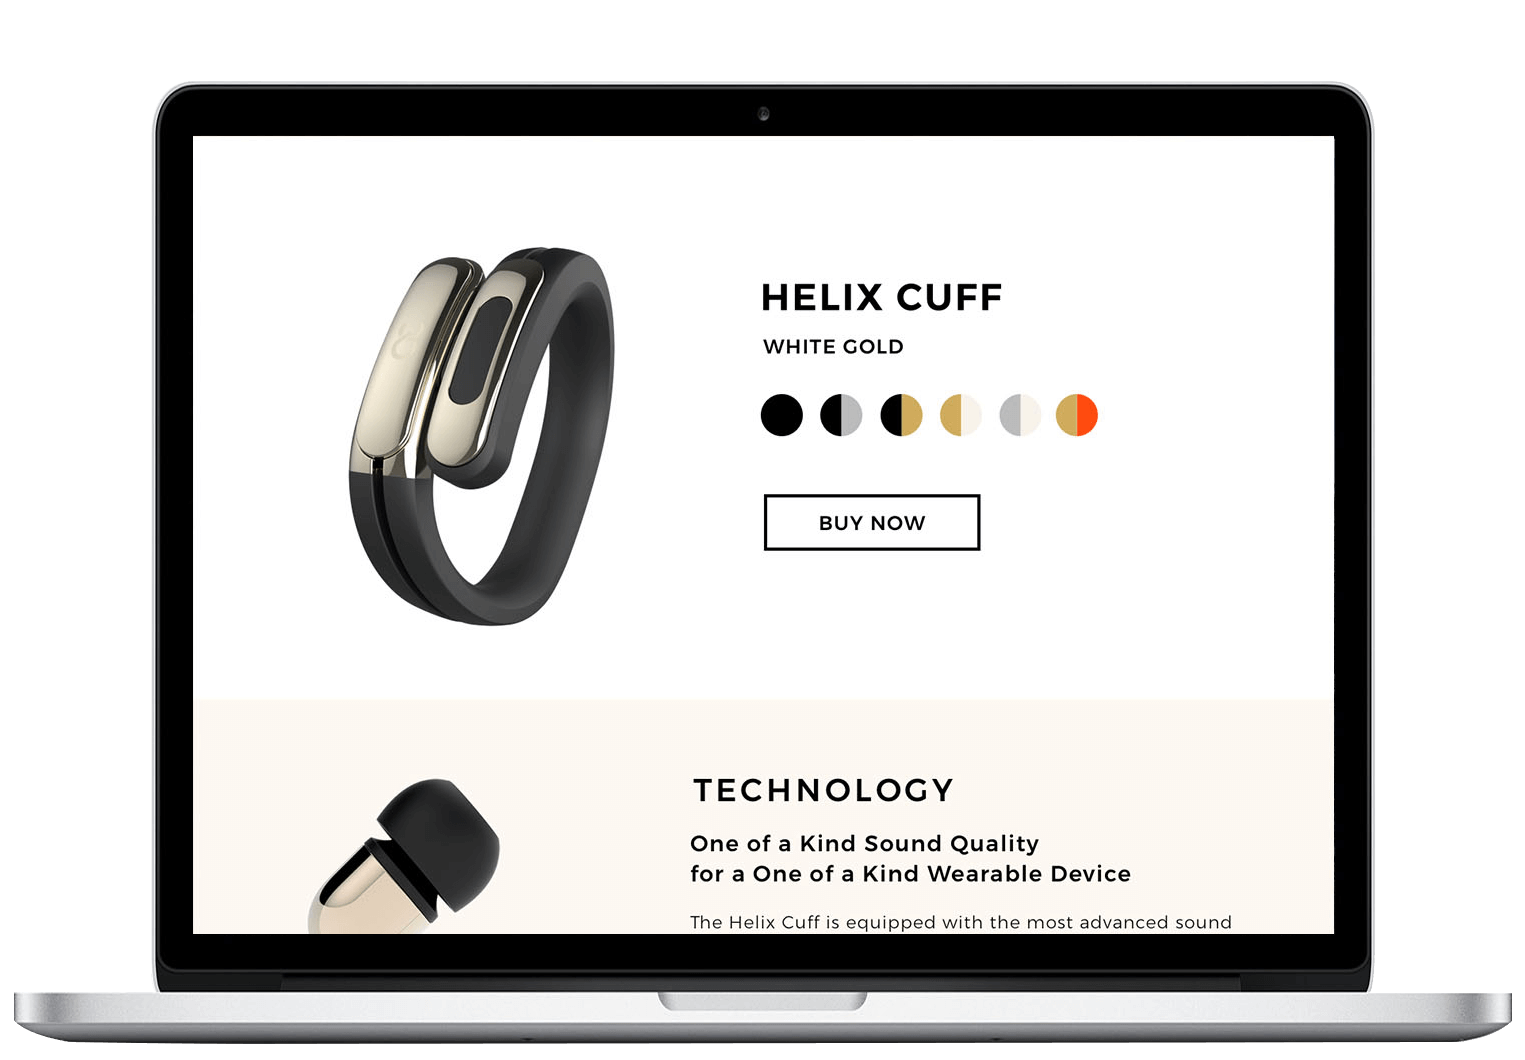 HELIX CUFF
WHITE GOLD
BUY NOW
TECHNOLOGY
One of a Kind Sound Quality
for a One of a Kind Wearable Device
The Helix Cuff is equipped with the most advanced sound